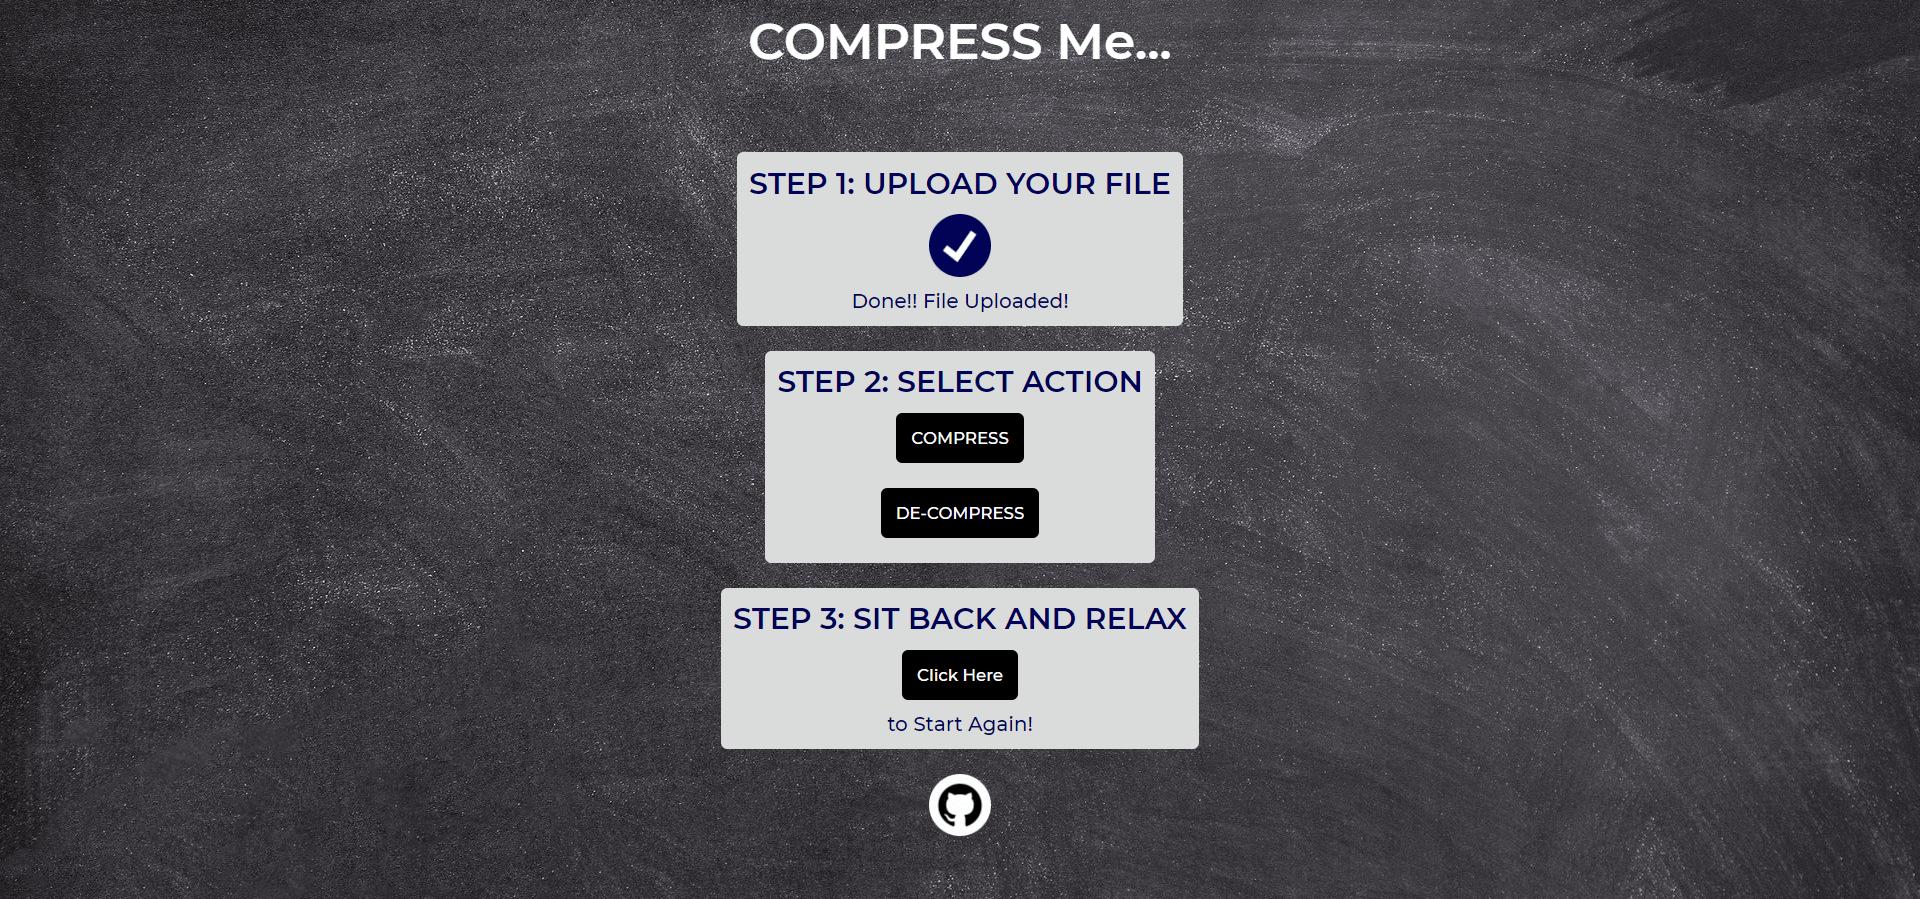 COMPRESS Me...
STEP 1: UPLOAD YOUR FILE
Done!! File Uploaded!
STEP 2: SELECT ACTION
COMPRESS
DE-COMPRESS
STEP 3: SIT BACK AND RELAX
Click Here
to Start Again!